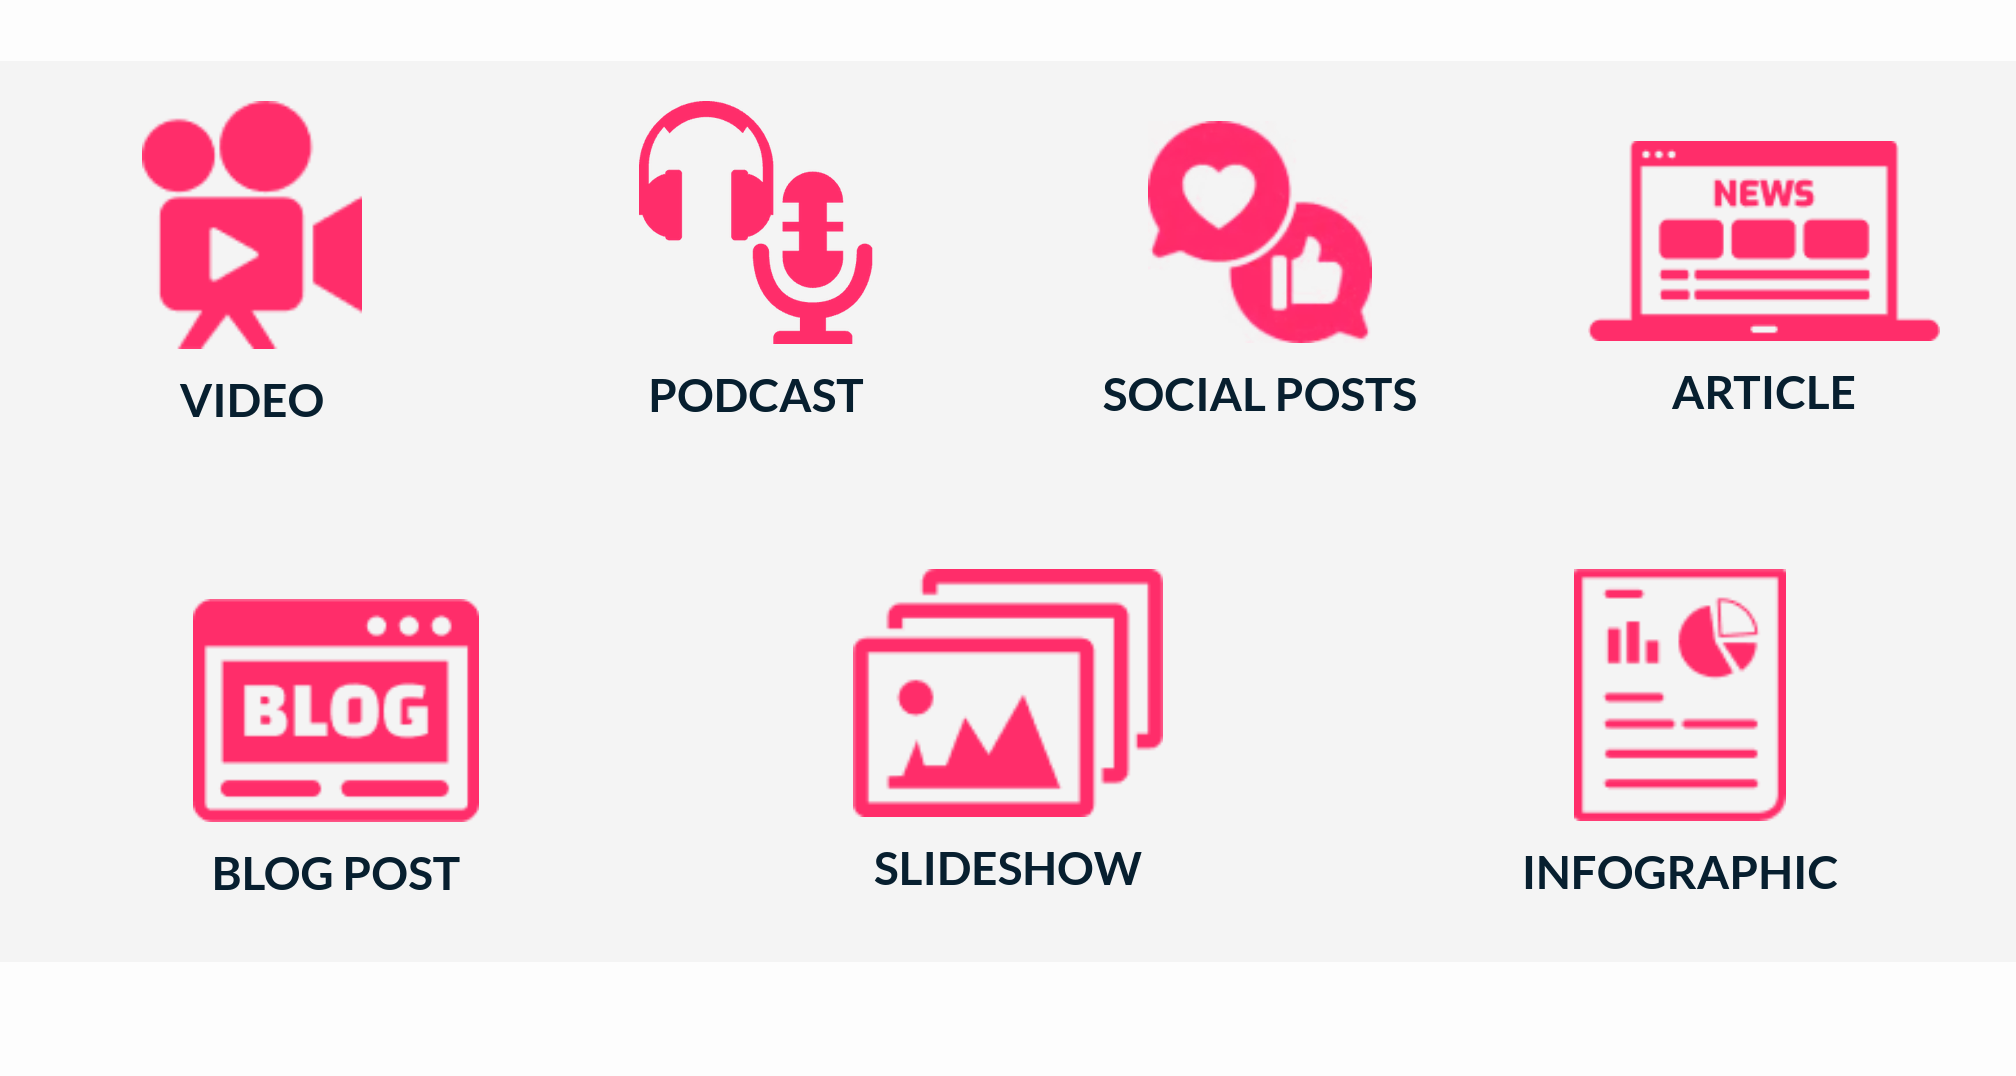 NEWS
VIDEO
PODCAST
SOCIAL POSTS
ARTICLE
BLOG
BLOG POST
SLIDESHOW
INFOGRAPHIC